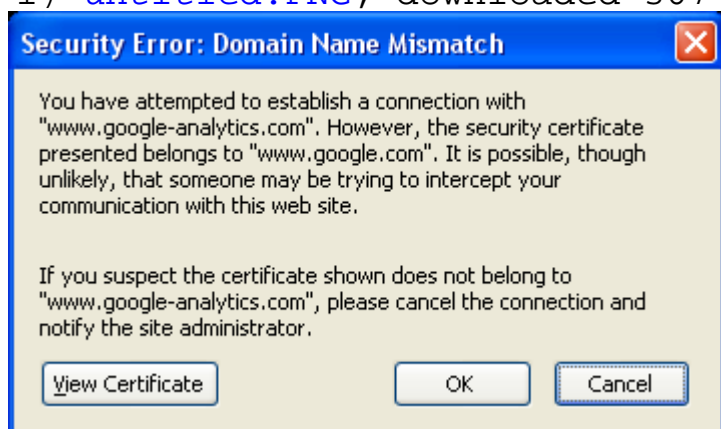 untitled.PNG, downloaded
Security Error: Domain Name Mismatch
You have attempted to establish a connection with
"www.google-analytics.com". However, the security certificate
presented belongs to "www.google.com". It is possible, though
unlikely, that someone may be trying to intercept your
communication with this web site.
If you suspect the certificate shown does not belong to
"www.google-analytics.com", please cancel the connection and
notify the site administrator.
View Certificate
OK
Cancel